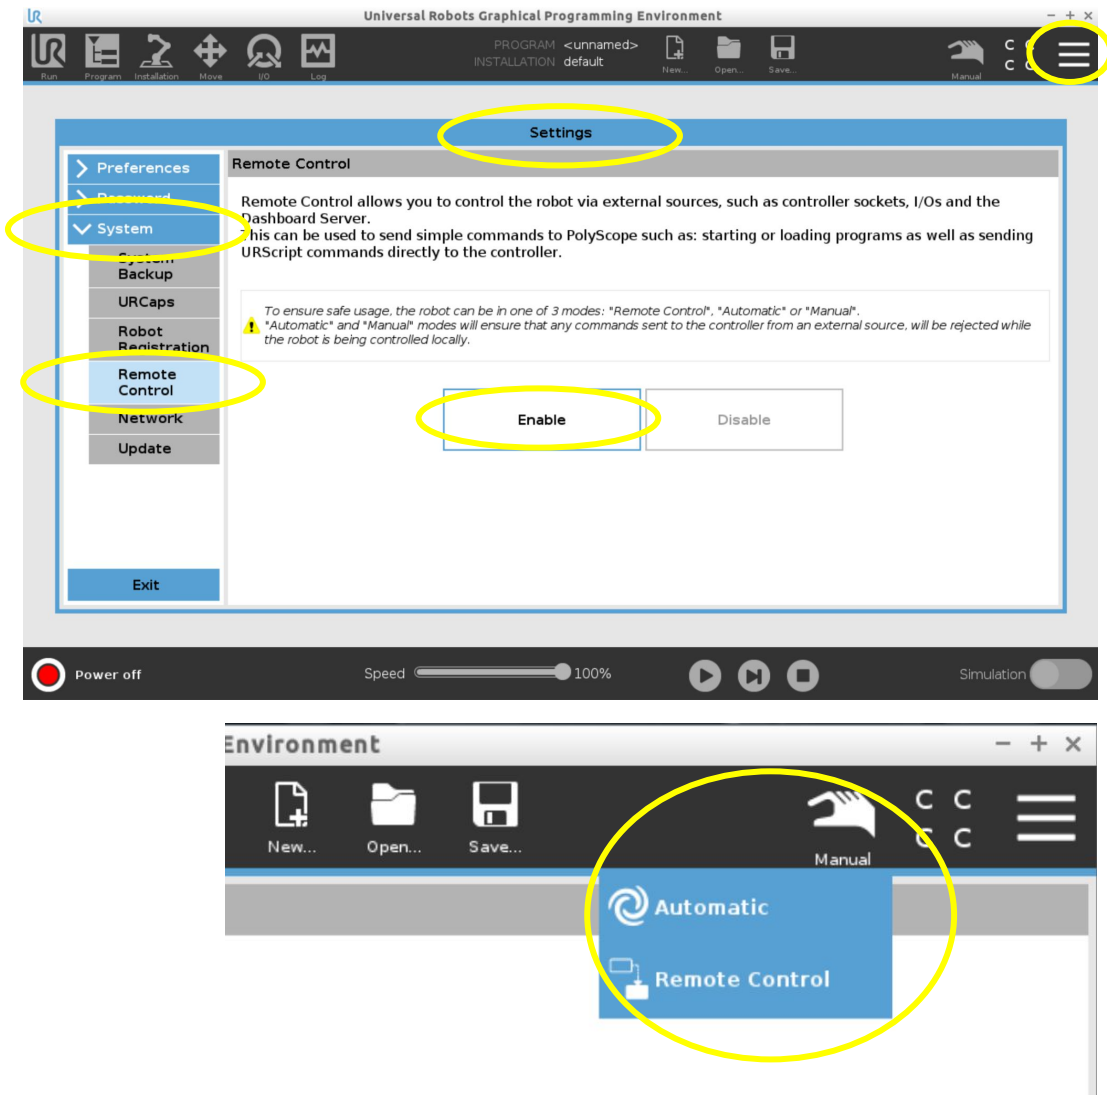 Universal Robots Graphical Programming Environment
PROGRAM <unnamed>
INSTALLATION default
Run
Program
Installation
Move
I/O
Log
New...
Open...
Save...
Manual
C
C
Settings
Preferences
Remote Control
System
System
Backup
URCaps
Robot
Registration
Remote
Control
Network
Update
Exit
Remote Control allows you to control the robot via external sources, such as controller sockets, I/Os and the
Dashboard Server.
This can be used to send simple commands to PolyScope such as: starting or loading programs as well as sending
URScript commands directly to the controller.
To ensure safe usage, the robot can be in one of 3 modes: "Remote Control", "Automatic" or "Manual".
"Automatic" and "Manual" modes will ensure that any commands sent to the controller from an external source, will be rejected while
the robot is being controlled locally.
Enable
Disable
Power off
Speed
100%
Simulation
Environment
New...
Open...
Save...
Manual
C C
C C
Automatic
Remote Control